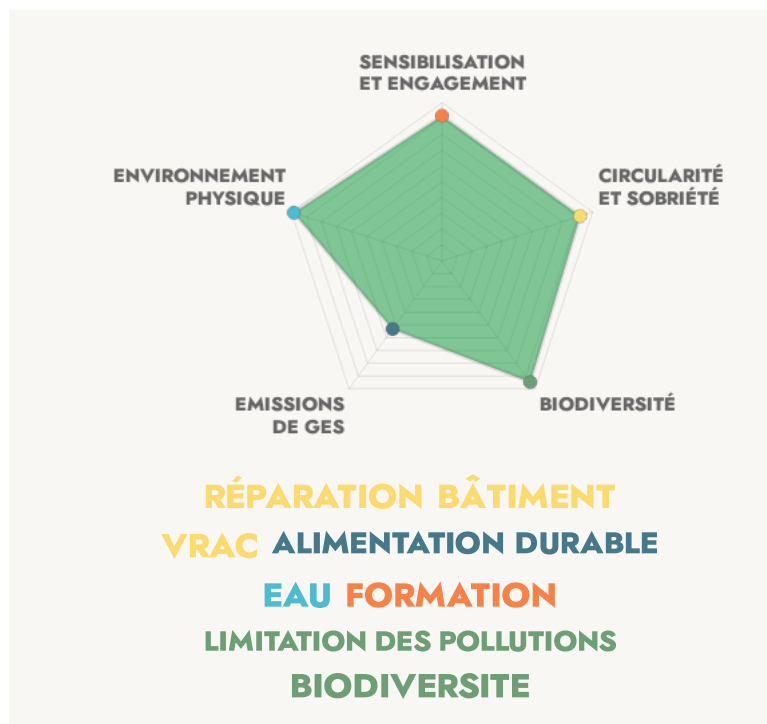 SENSIBILISATION
ET ENGAGEMENT
ENVIRONNEMENT
PHYSIQUE
CIRCULARITÉ
ET SOBRIÉTÉ
EMISSIONS
DE GES
BIODIVERSITÉ
RÉPARATION BÂTIMENT
VRAC ALIMENTATION DURABLE
EAU FORMATION
LIMITATION DES POLLUTIONS
BIODIVERSITE